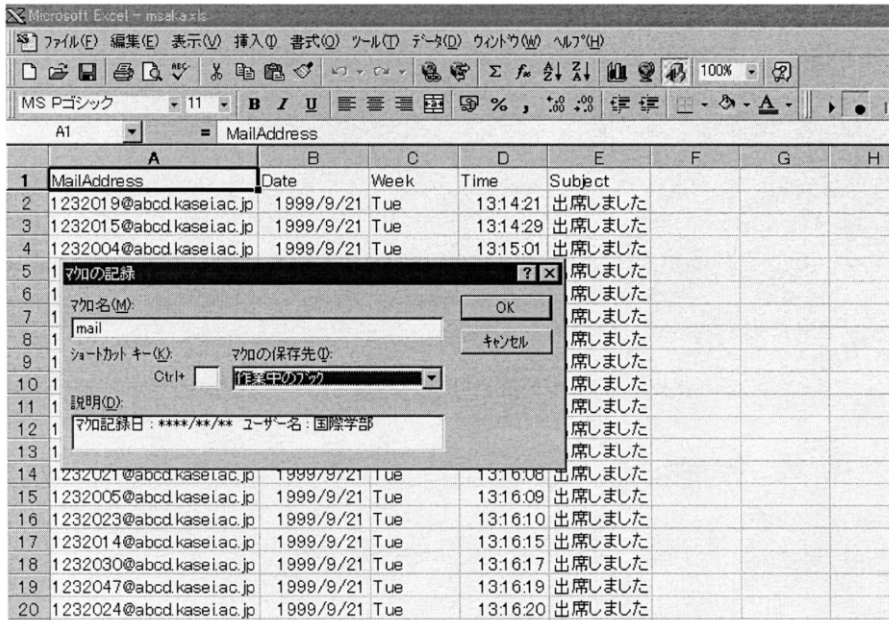 Microsoft Excel - msaka.xls
ファイル(F) 編集(E) 表示(V) 挿入(I) 書式(O) ツール(T) データ(D) ウィンドウ(W) ヘルプ(H)
100%
MS Pゴシック 11 B I U
A1 = MailAddress
A B C D E F G H
1 MailAddress Date Week Time Subject
2 1232019@abcd.kasei.ac.jp 1999/9/21 Tue 13:14:21 出席しました
3 1232015@abcd.kasei.ac.jp 1999/9/21 Tue 13:14:29 出席しました
4 1232004@abcd.kasei.ac.jp 1999/9/21 Tue 13:15:01 出席しました
5 1 席しました
マクロの記録
6 1 席しました
マクロ名(M):
OK
7 1 席しました
mail
8 1 席しました
キャンセル
ショートカット キー(K): マクロの保存先(I):
9 1 席しました
Ctrl+ 作業中のブック
10 1 席しました
11 1 席しました
説明(D):
12 1 席しました
マクロ記録日 : ****/**/** ユーザー名 : 国際学部
13 1 席しました
14 1232021@abcd.kasei.ac.jp 1999/9/21 Tue 13:16:08 出席しました
15 1232005@abcd.kasei.ac.jp 1999/9/21 Tue 13:16:09 出席しました
16 1232023@abcd.kasei.ac.jp 1999/9/21 Tue 13:16:10 出席しました
17 1232014@abcd.kasei.ac.jp 1999/9/21 Tue 13:16:15 出席しました
18 1232030@abcd.kasei.ac.jp 1999/9/21 Tue 13:16:17 出席しました
19 1232047@abcd.kasei.ac.jp 1999/9/21 Tue 13:16:19 出席しました
20 1232024@abcd.kasei.ac.jp 1999/9/21 Tue 13:16:20 出席しました